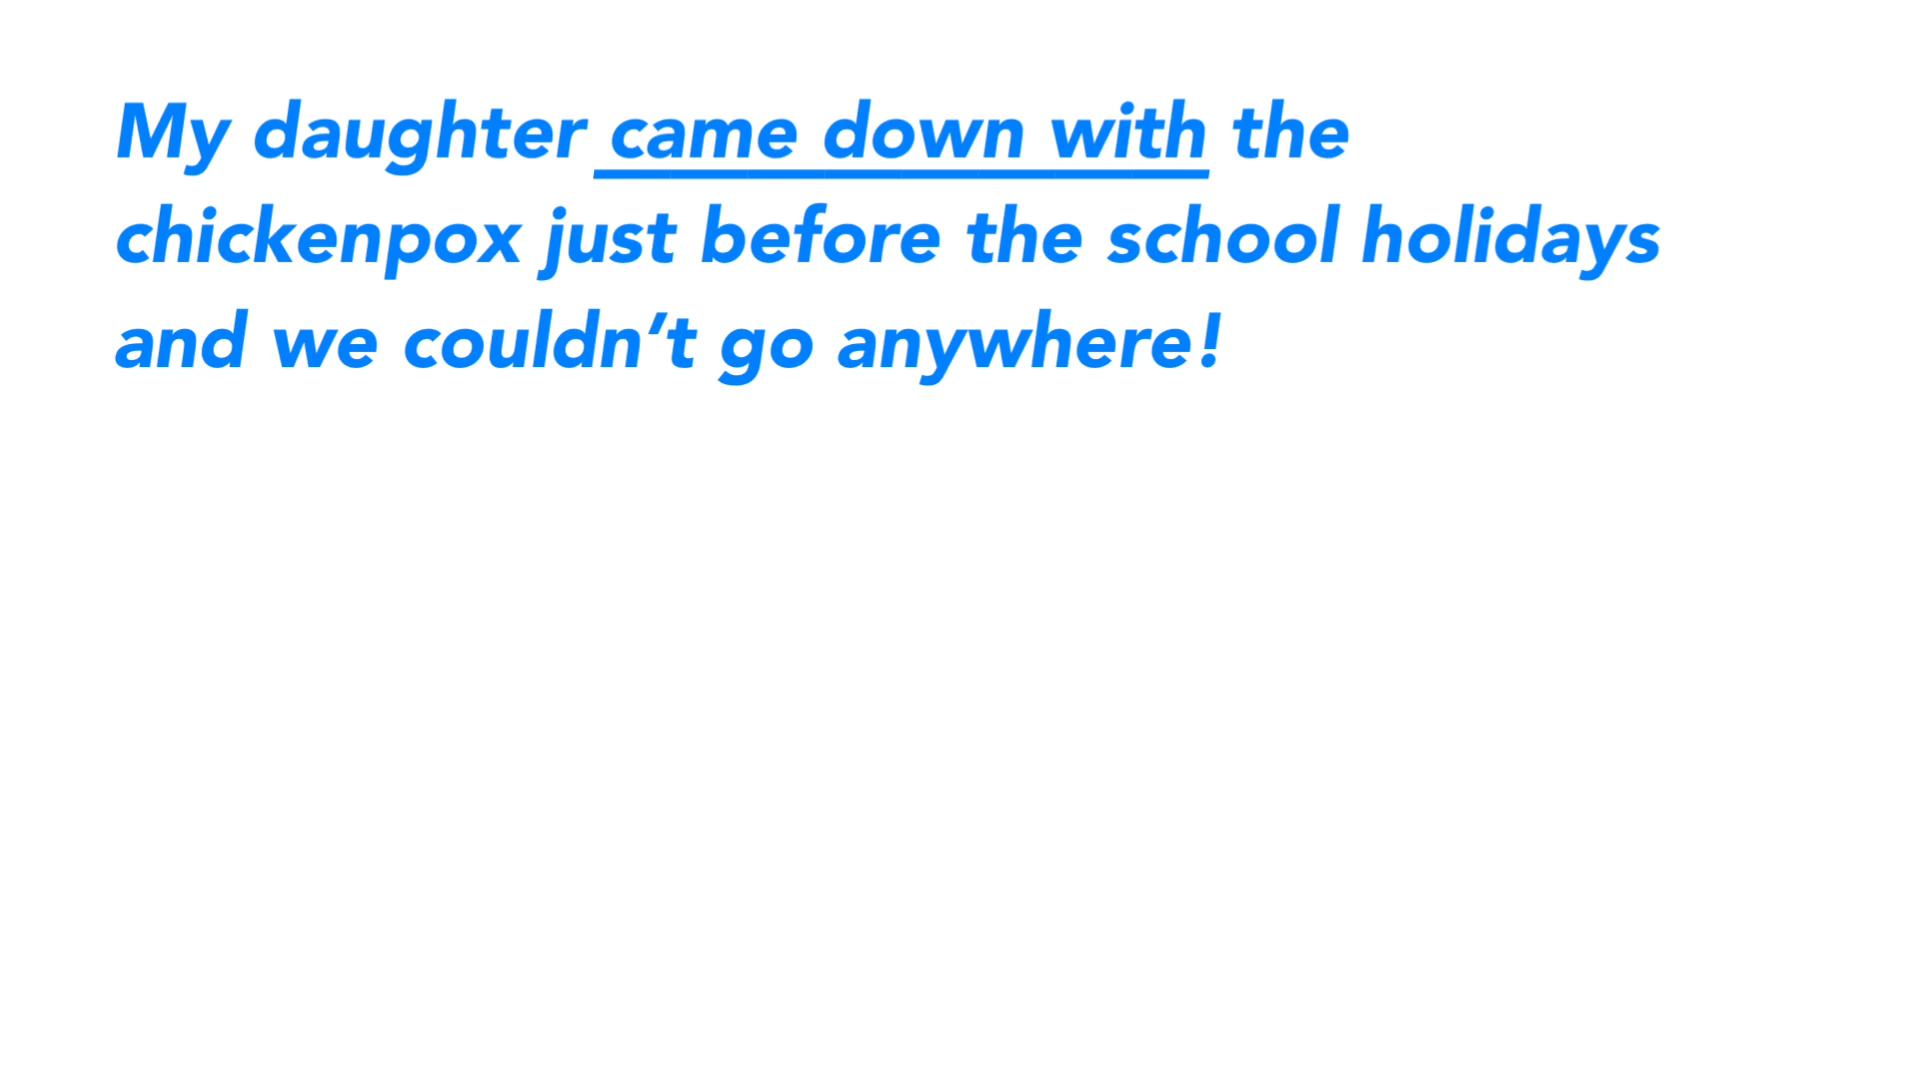 My daughter came down with the
chickenpox just before the school holidays
and we couldn’t go anywhere!